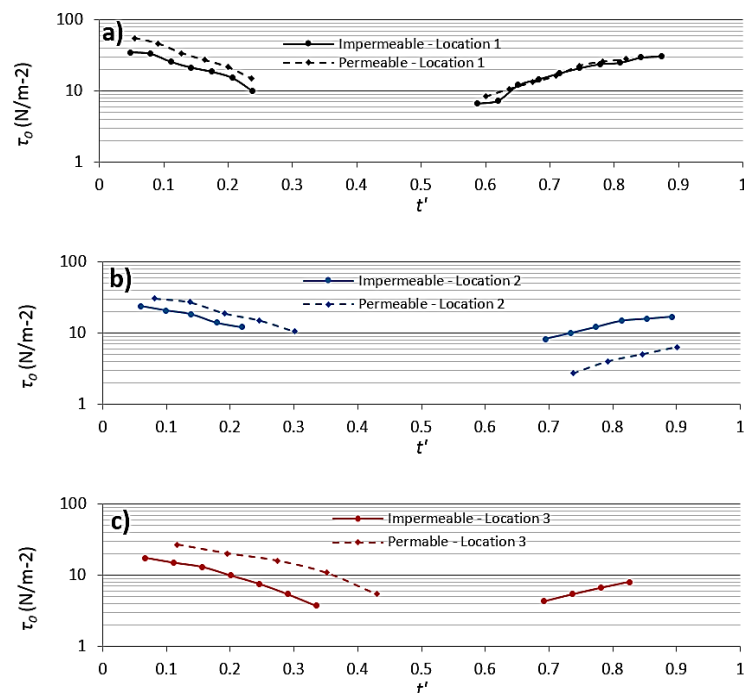 100
a)
Impermeable - Location 1
Permeable - Location 1
10
τo (N/m-2)
1
0 0.1 0.2 0.3 0.4 0.5 0.6 0.7 0.8 0.9 1
t'
100
b)
Impermeable - Location 2
Permeable - Location 2
10
τo (N/m-2)
1
0 0.1 0.2 0.3 0.4 0.5 0.6 0.7 0.8 0.9 1
t'
100
c)
Impermeable - Location 3
Permable - Location 3
10
τo (N/m-2)
1
0 0.1 0.2 0.3 0.4 0.5 0.6 0.7 0.8 0.9 1
t'